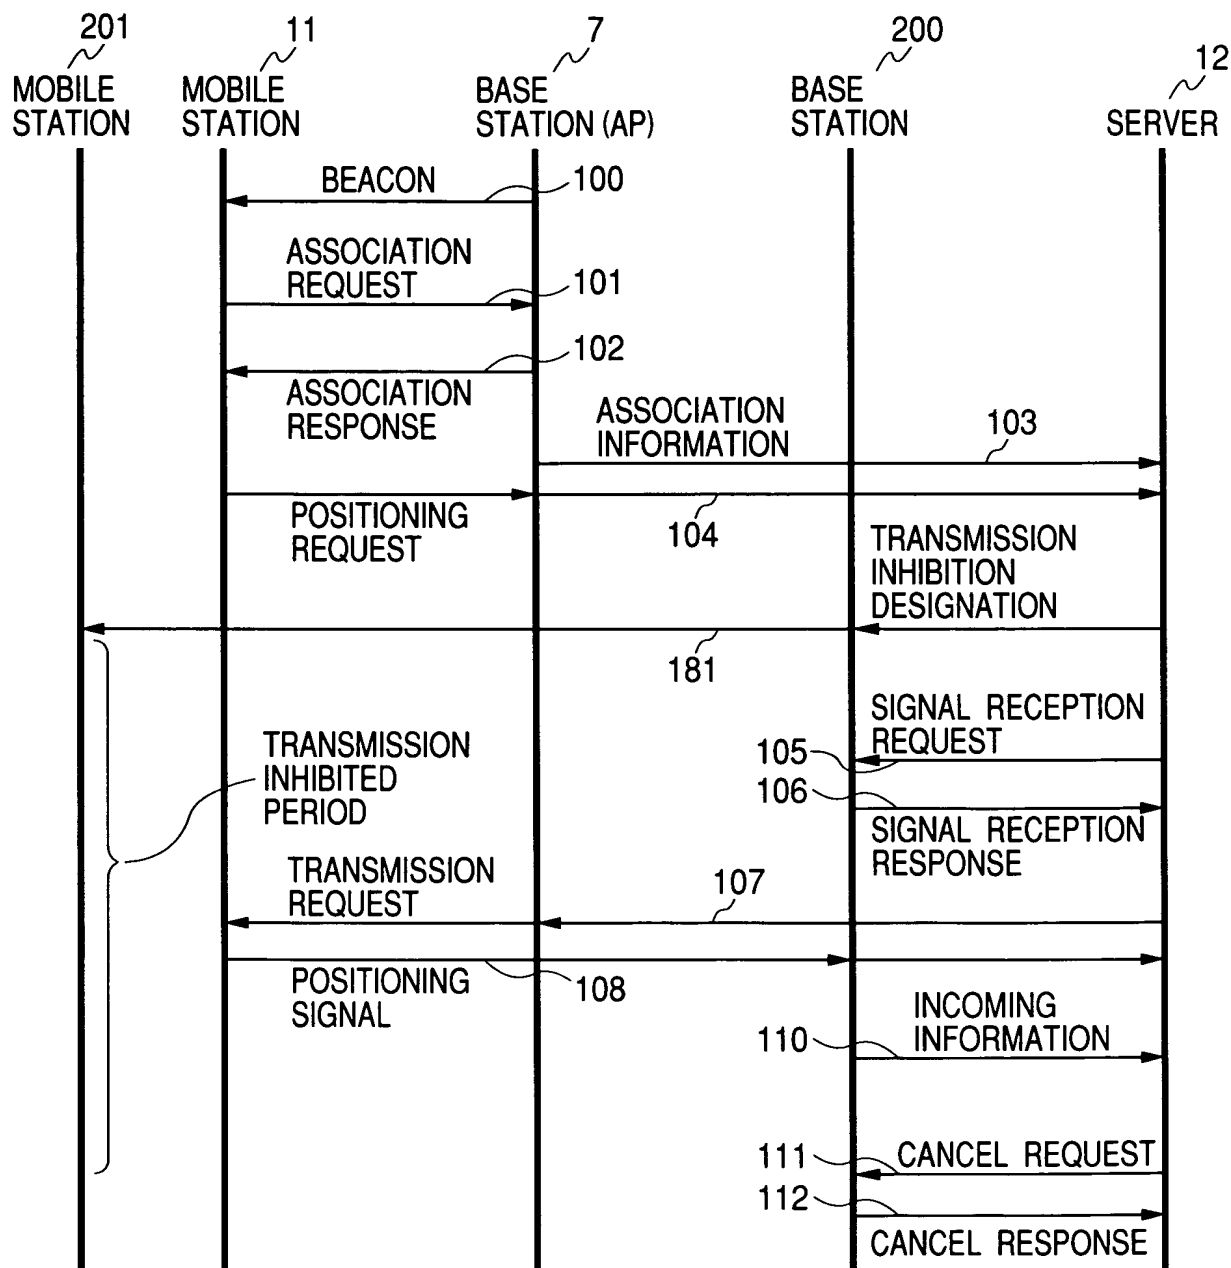 201
11
7
200
12
MOBILE
STATION
MOBILE
STATION
BASE
STATION (AP)
BASE
STATION
SERVER
BEACON
100
ASSOCIATION
REQUEST
101
102
ASSOCIATION
RESPONSE
ASSOCIATION
INFORMATION
103
POSITIONING
REQUEST
104
TRANSMISSION
INHIBITION
DESIGNATION
181
SIGNAL RECEPTION
REQUEST
105
TRANSMISSION
INHIBITED
PERIOD
106
SIGNAL RECEPTION
RESPONSE
TRANSMISSION
REQUEST
107
POSITIONING
SIGNAL
108
INCOMING
INFORMATION
110
111
CANCEL REQUEST
112
CANCEL RESPONSE